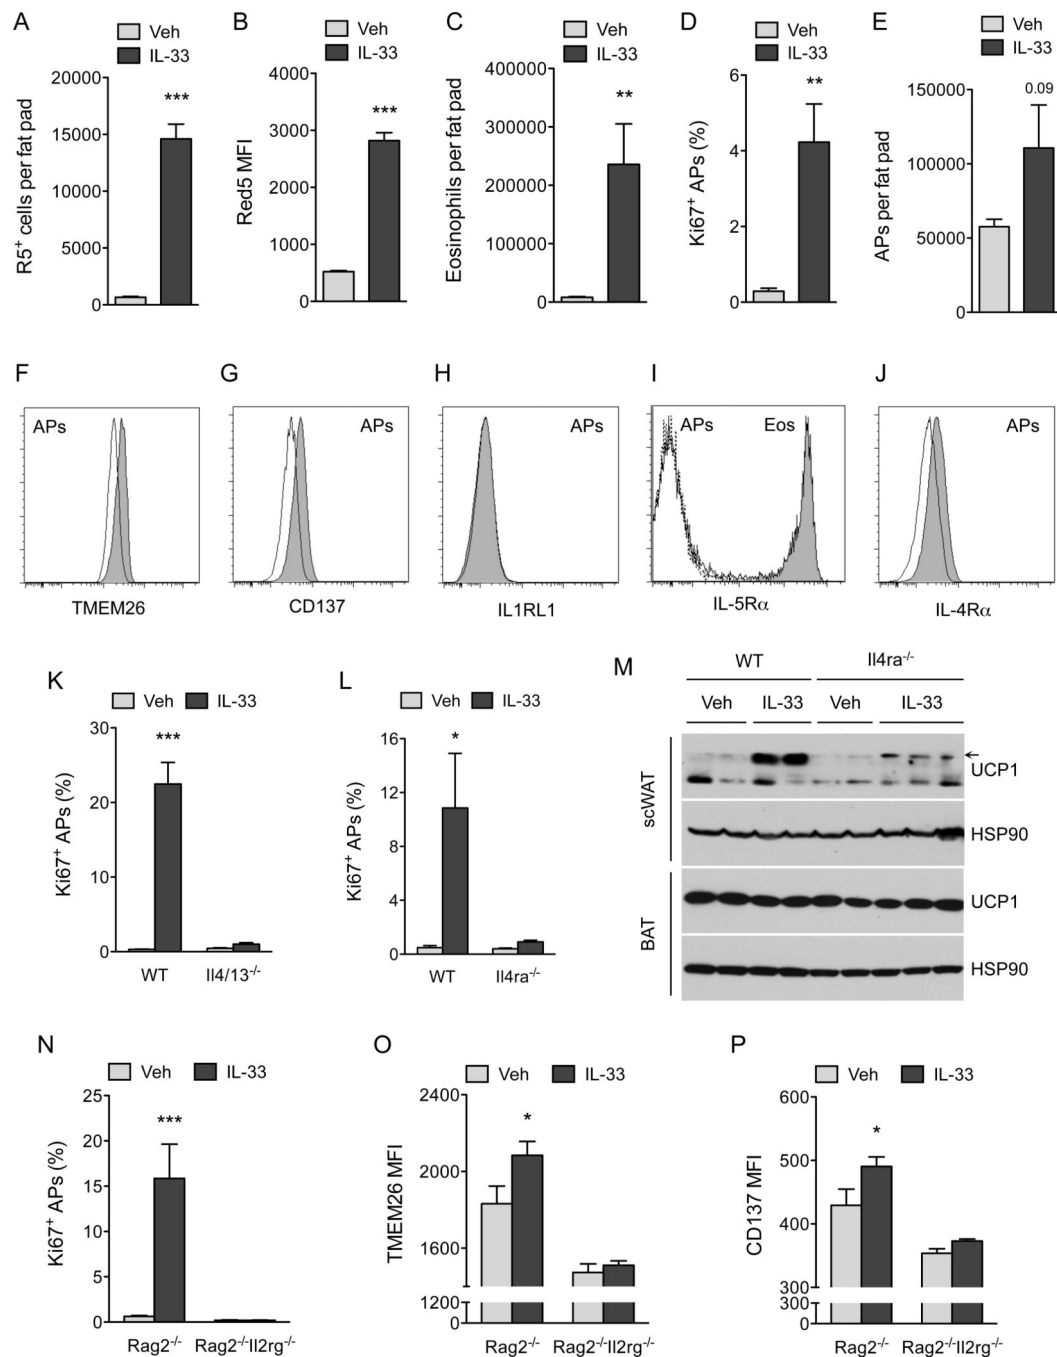 A
Veh
IL-33
R5⁺ cells per fat pad
20000
15000
10000
5000
0
***
B
Veh
IL-33
Red5 MFI
4000
3000
2000
1000
0
***
C
Veh
IL-33
Eosinophils per fat pad
400000
300000
200000
100000
0
**
D
Veh
IL-33
Ki67⁺ APs (%)
6
4
2
0
**
E
Veh
IL-33
APs per fat pad
150000
100000
50000
0
0.09
F
APs
TMEM26
G
APs
CD137
H
APs
IL1RL1
I
APs
Eos
IL-5Rα
J
APs
IL-4Rα
K
Veh
IL-33
Ki67⁺ APs (%)
30
20
10
0
***
WT
Il4/13⁻/⁻
L
Veh
IL-33
Ki67⁺ APs (%)
16
12
8
4
0
*
WT
Il4ra⁻/⁻
M
WT
Il4ra⁻/⁻
Veh
IL-33
Veh
IL-33
scWAT
UCP1
HSP90
BAT
UCP1
HSP90
N
Veh
IL-33
Ki67⁺ APs (%)
25
20
15
10
5
0
***
Rag2⁻/⁻
Rag2⁻/⁻Il2rg⁻/⁻
O
Veh
IL-33
TMEM26 MFI
2400
2000
1600
1200
0
*
Rag2⁻/⁻
Rag2⁻/⁻Il2rg⁻/⁻
P
Veh
IL-33
CD137 MFI
600
500
400
300
300
0
*
Rag2⁻/⁻
Rag2⁻/⁻Il2rg⁻/⁻